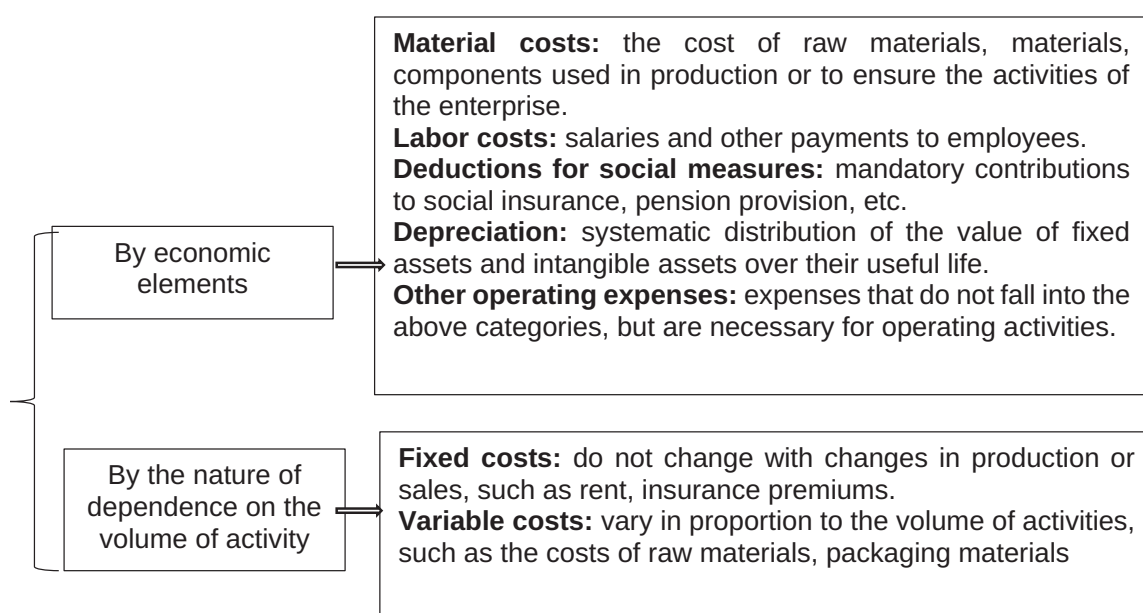 Material costs: the cost of raw materials, materials,
components used in production or to ensure the activities of
the enterprise.
Labor costs: salaries and other payments to employees.
Deductions for social measures: mandatory contributions
to social insurance, pension provision, etc.
Depreciation: systematic distribution of the value of fixed
assets and intangible assets over their useful life.
Other operating expenses: expenses that do not fall into the
above categories, but are necessary for operating activities.
By economic
elements
Fixed costs: do not change with changes in production or
sales, such as rent, insurance premiums.
Variable costs: vary in proportion to the volume of activities,
such as the costs of raw materials, packaging materials
By the nature of
dependence on the
volume of activity